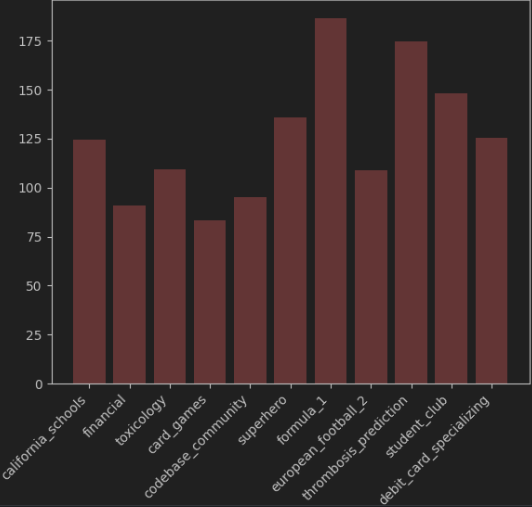 175
150
125
100
75
50
25
0
california_schools
financial
toxicology
card_games
codebase_community
superhero
formula_1
european_football_2
thrombosis_prediction
student_club
debit_card_specializing